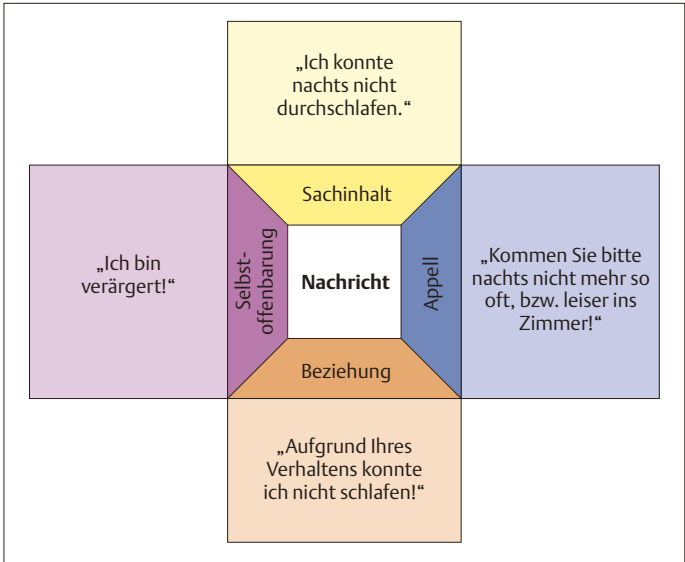 „Ich konnte
nachts nicht
durchschlafen.“
Sachinhalt
„Ich bin
verärgert!“
Selbst-
offenbarung
Nachricht
Appell
„Kommen Sie bitte
nachts nicht mehr so
oft, bzw. leiser ins
Zimmer!“
Beziehung
„Aufgrund Ihres
Verhaltens konnte
ich nicht schlafen!“